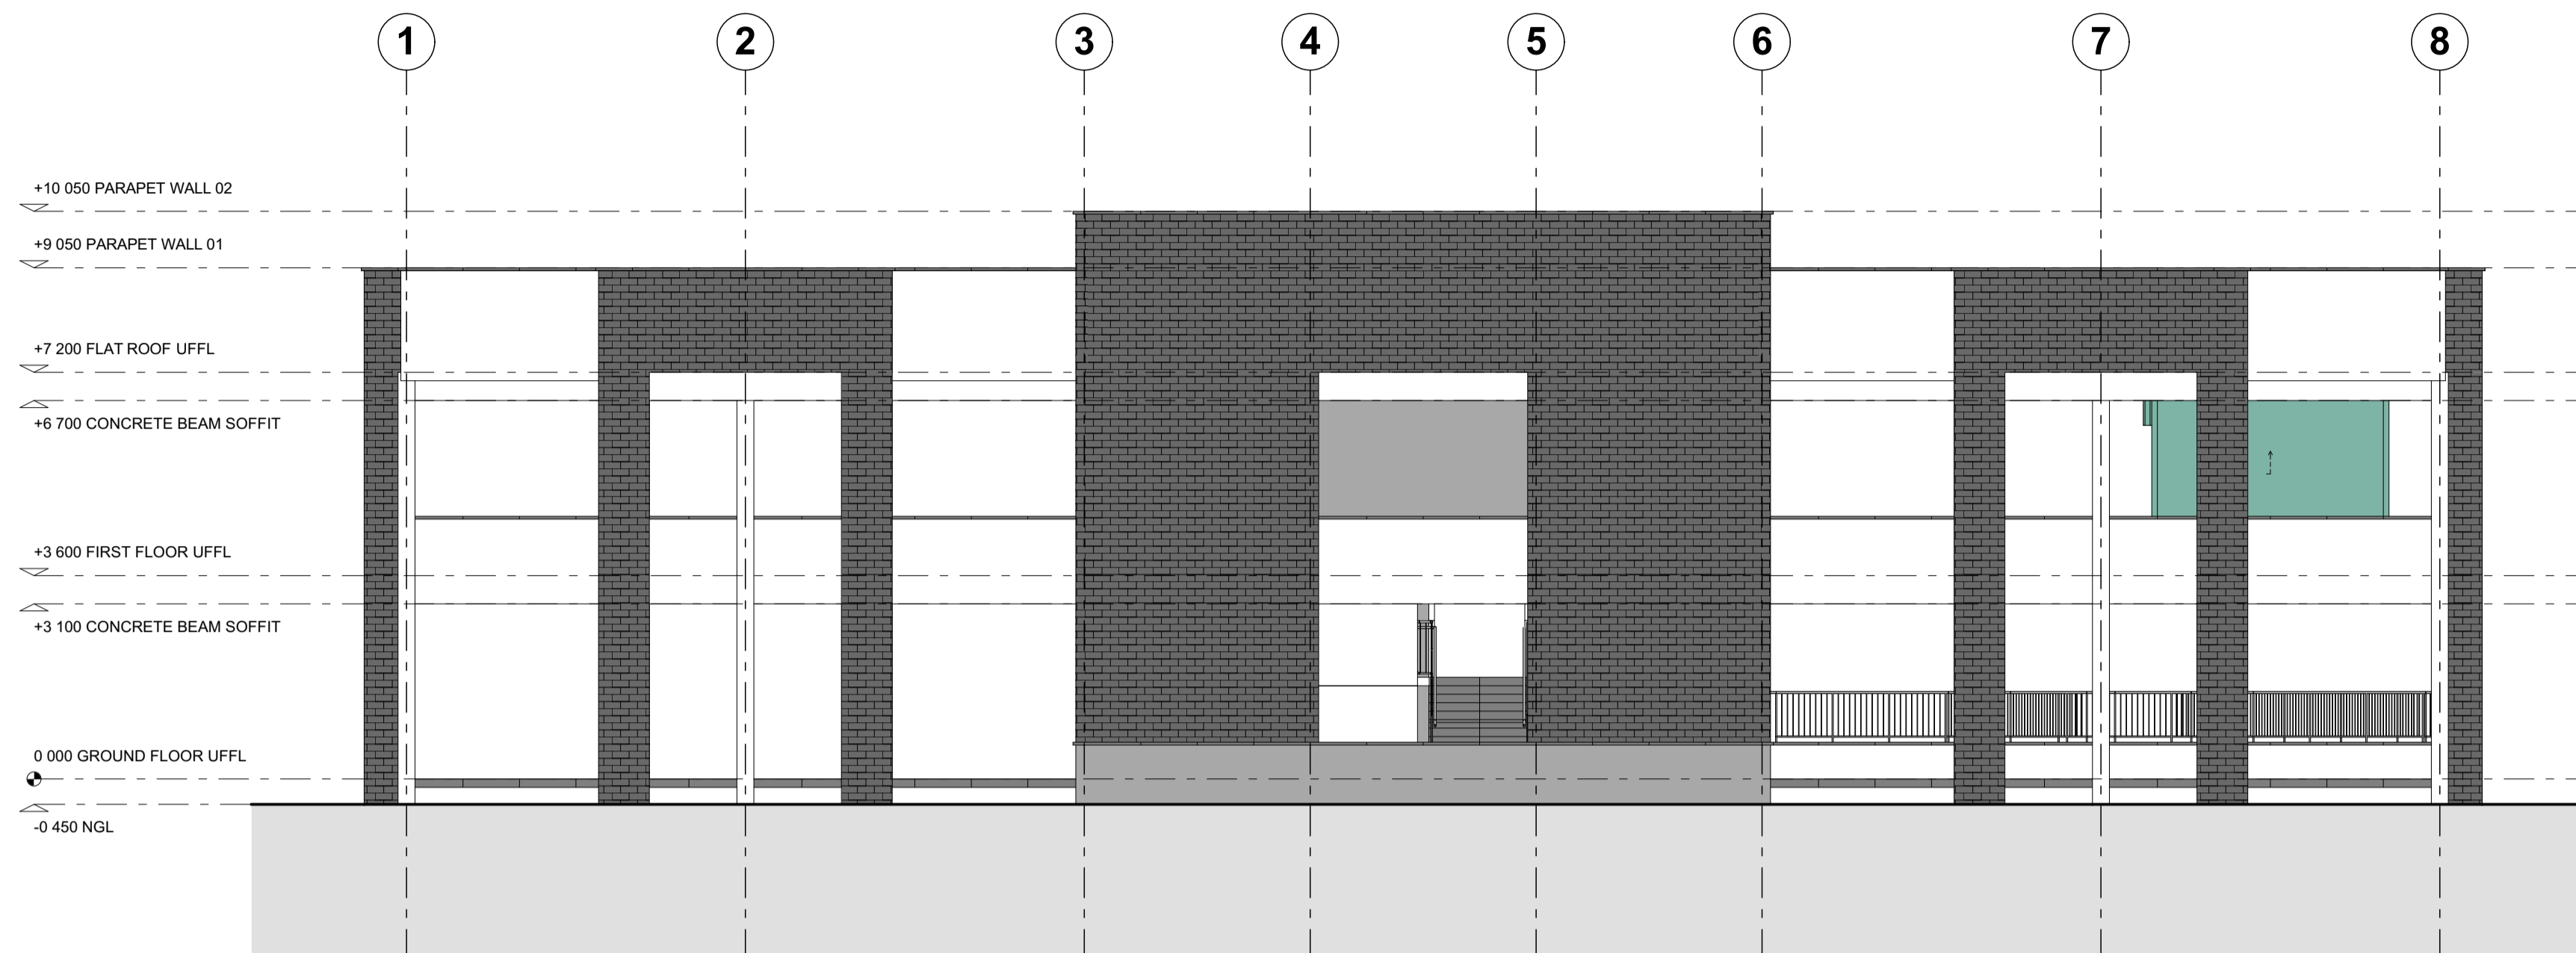 1 2 3 4 5 6 7 8
+10 050 PARAPET WALL 02
+9 050 PARAPET WALL 01
+7 200 FLAT ROOF UFFL
+6 700 CONCRETE BEAM SOFFIT
+3 600 FIRST FLOOR UFFL
+3 100 CONCRETE BEAM SOFFIT
0 000 GROUND FLOOR UFFL
-0 450 NGL